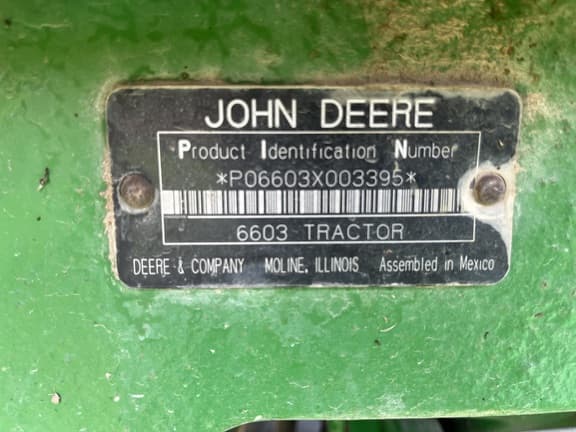 JOHN DEERE
Product Identification Number
*P06603X003395*
6603 TRACTOR
DEERE & COMPANY MOLINE, ILLINOIS Assembled in Mexico